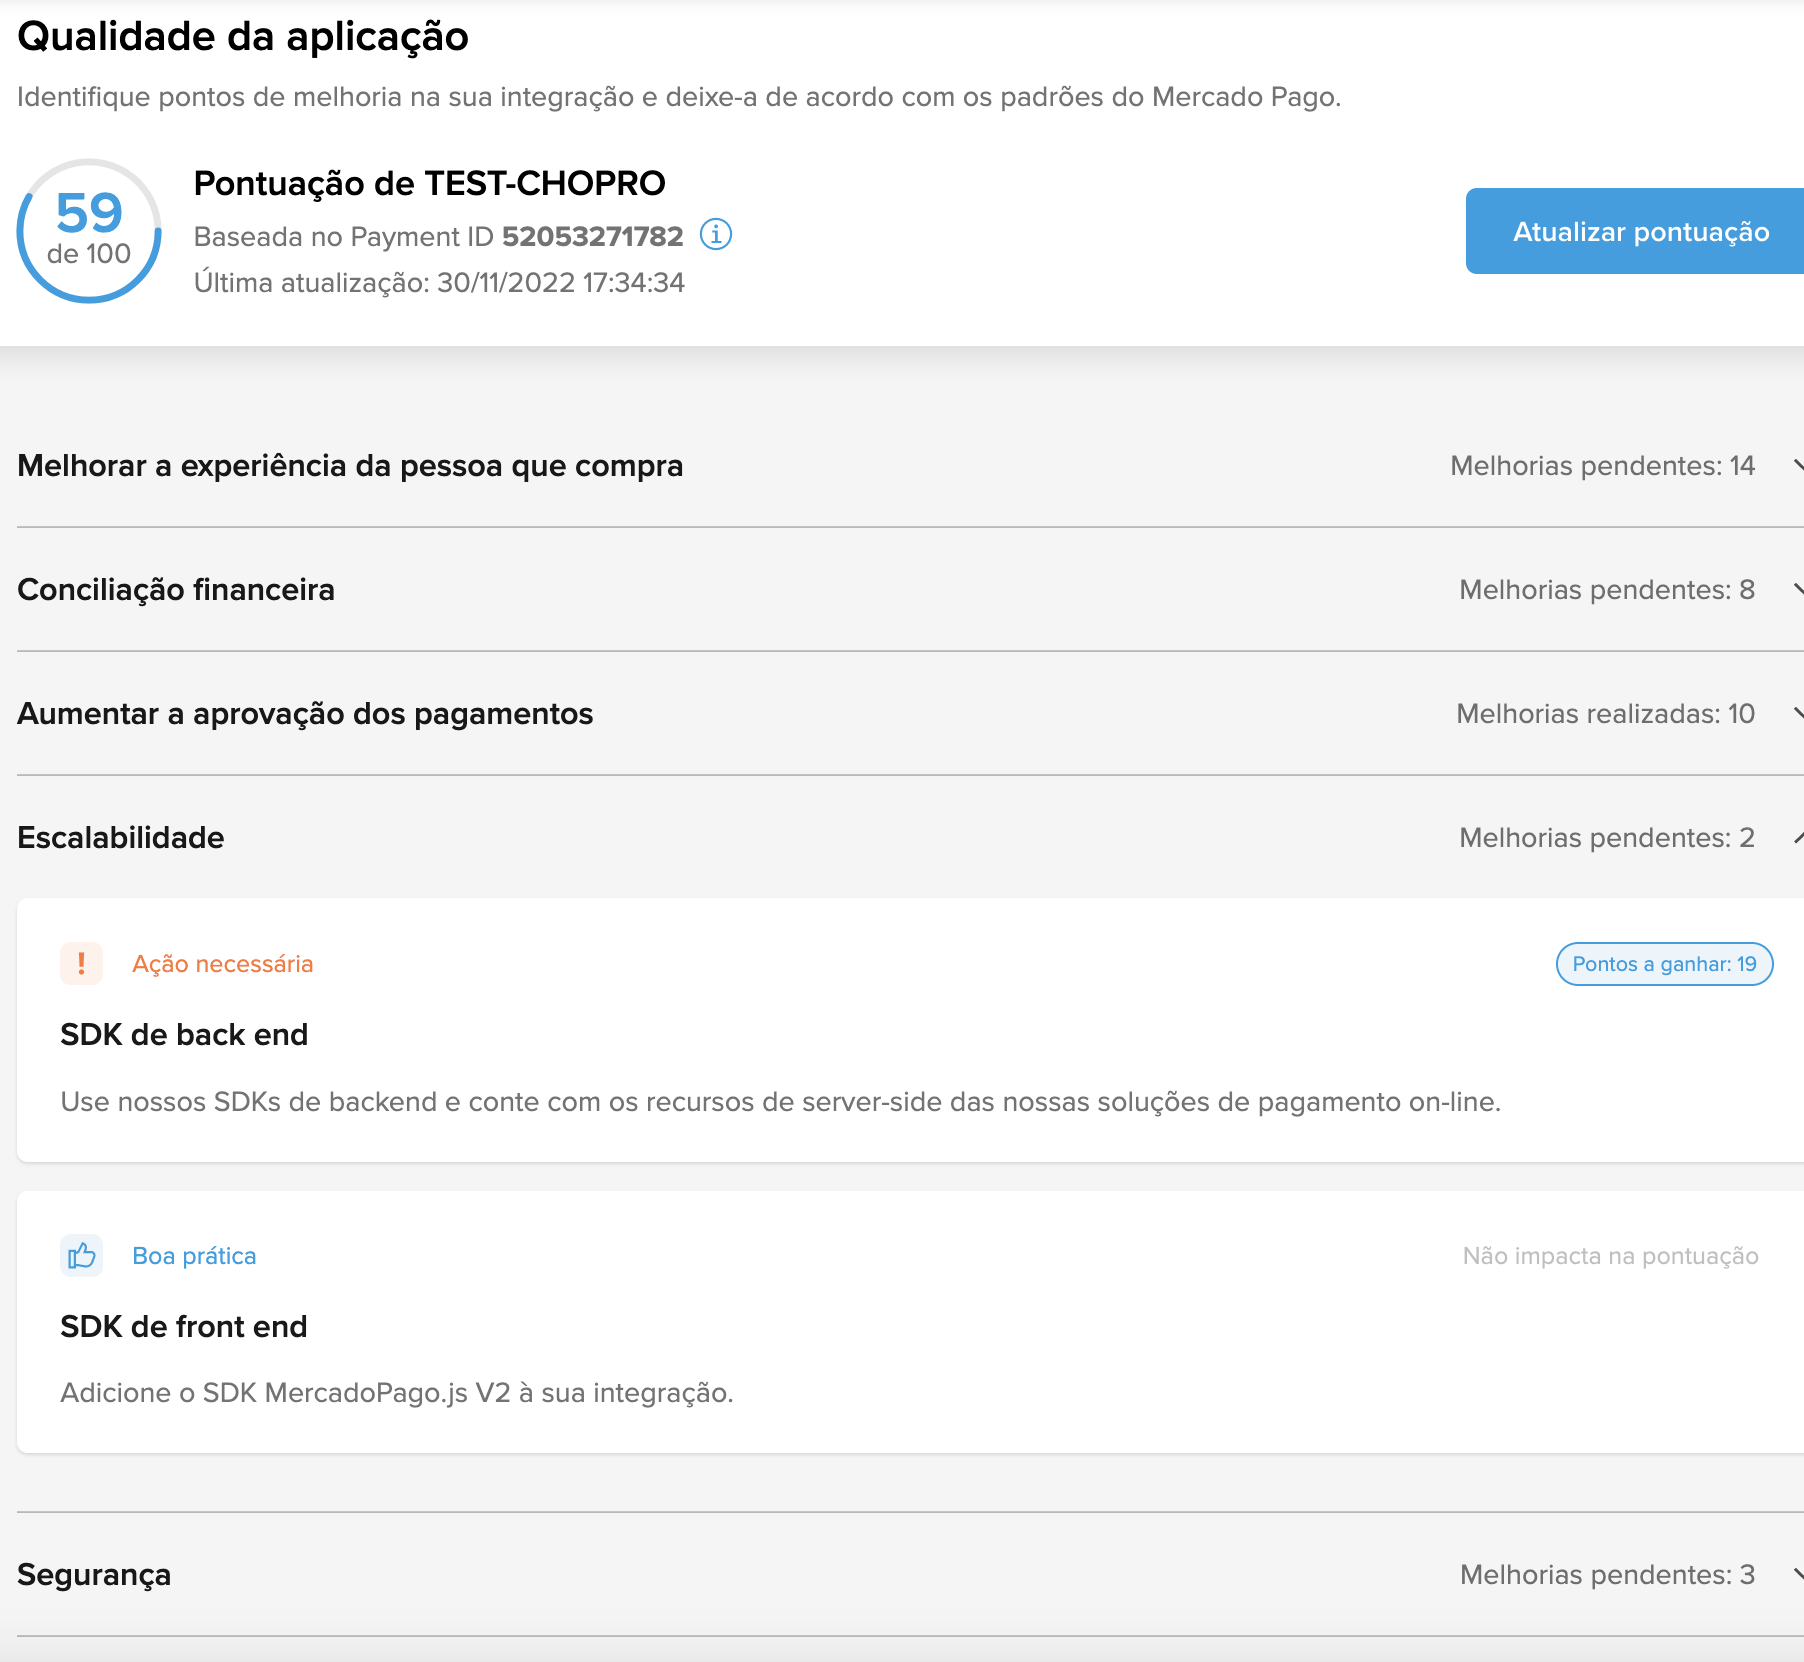 Qualidade da aplicação
Identifique pontos de melhoria na sua integração e deixe-a de acordo com os padrões do Mercado Pago.
59
de 100
Pontuação de TEST-CHOPRO
Baseada no Payment ID 52053271782
Última atualização: 30/11/2022 17:34:34
Atualizar pontuação
Melhorar a experiência da pessoa que compra
Melhorias pendentes: 14
Conciliação financeira
Melhorias pendentes: 8
Aumentar a aprovação dos pagamentos
Melhorias realizadas: 10
Escalabilidade
Melhorias pendentes: 2
Ação necessária
Pontos a ganhar: 19
SDK de back end
Use nossos SDKs de backend e conte com os recursos de server-side das nossas soluções de pagamento on-line.
Boa prática
Não impacta na pontuação
SDK de front end
Adicione o SDK MercadoPago.js V2 à sua integração.
Segurança
Melhorias pendentes: 3